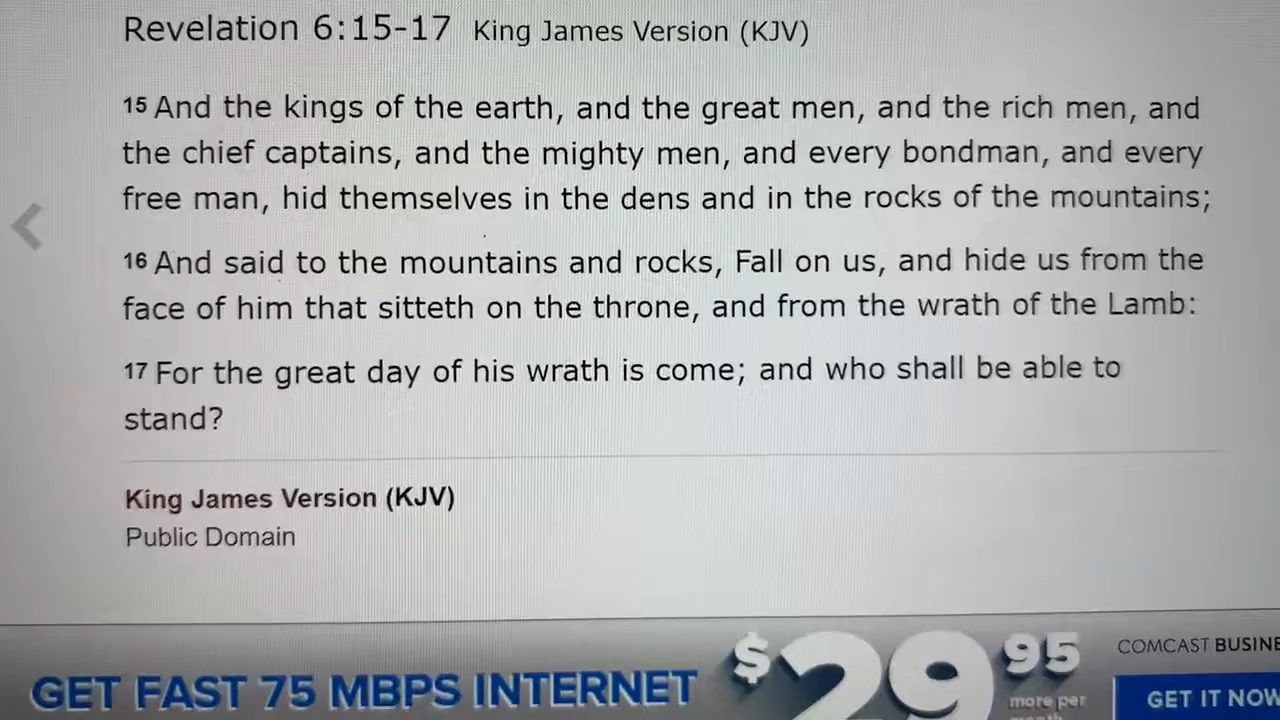 Revelation 6:15-17 King James Version (KJV)
15 And the kings of the earth, and the great men, and the rich men, and
the chief captains, and the mighty men, and every bondman, and every
free man, hid themselves in the dens and in the rocks of the mountains;
16 And said to the mountains and rocks, Fall on us, and hide us from the
face of him that sitteth on the throne, and from the wrath of the Lamb:
17 For the great day of his wrath is come; and who shall be able to
stand?
King James Version (KJV)
Public Domain
GET FAST 75 MBPS INTERNET
$29 95
more per
COMCAST
GET IT NOW